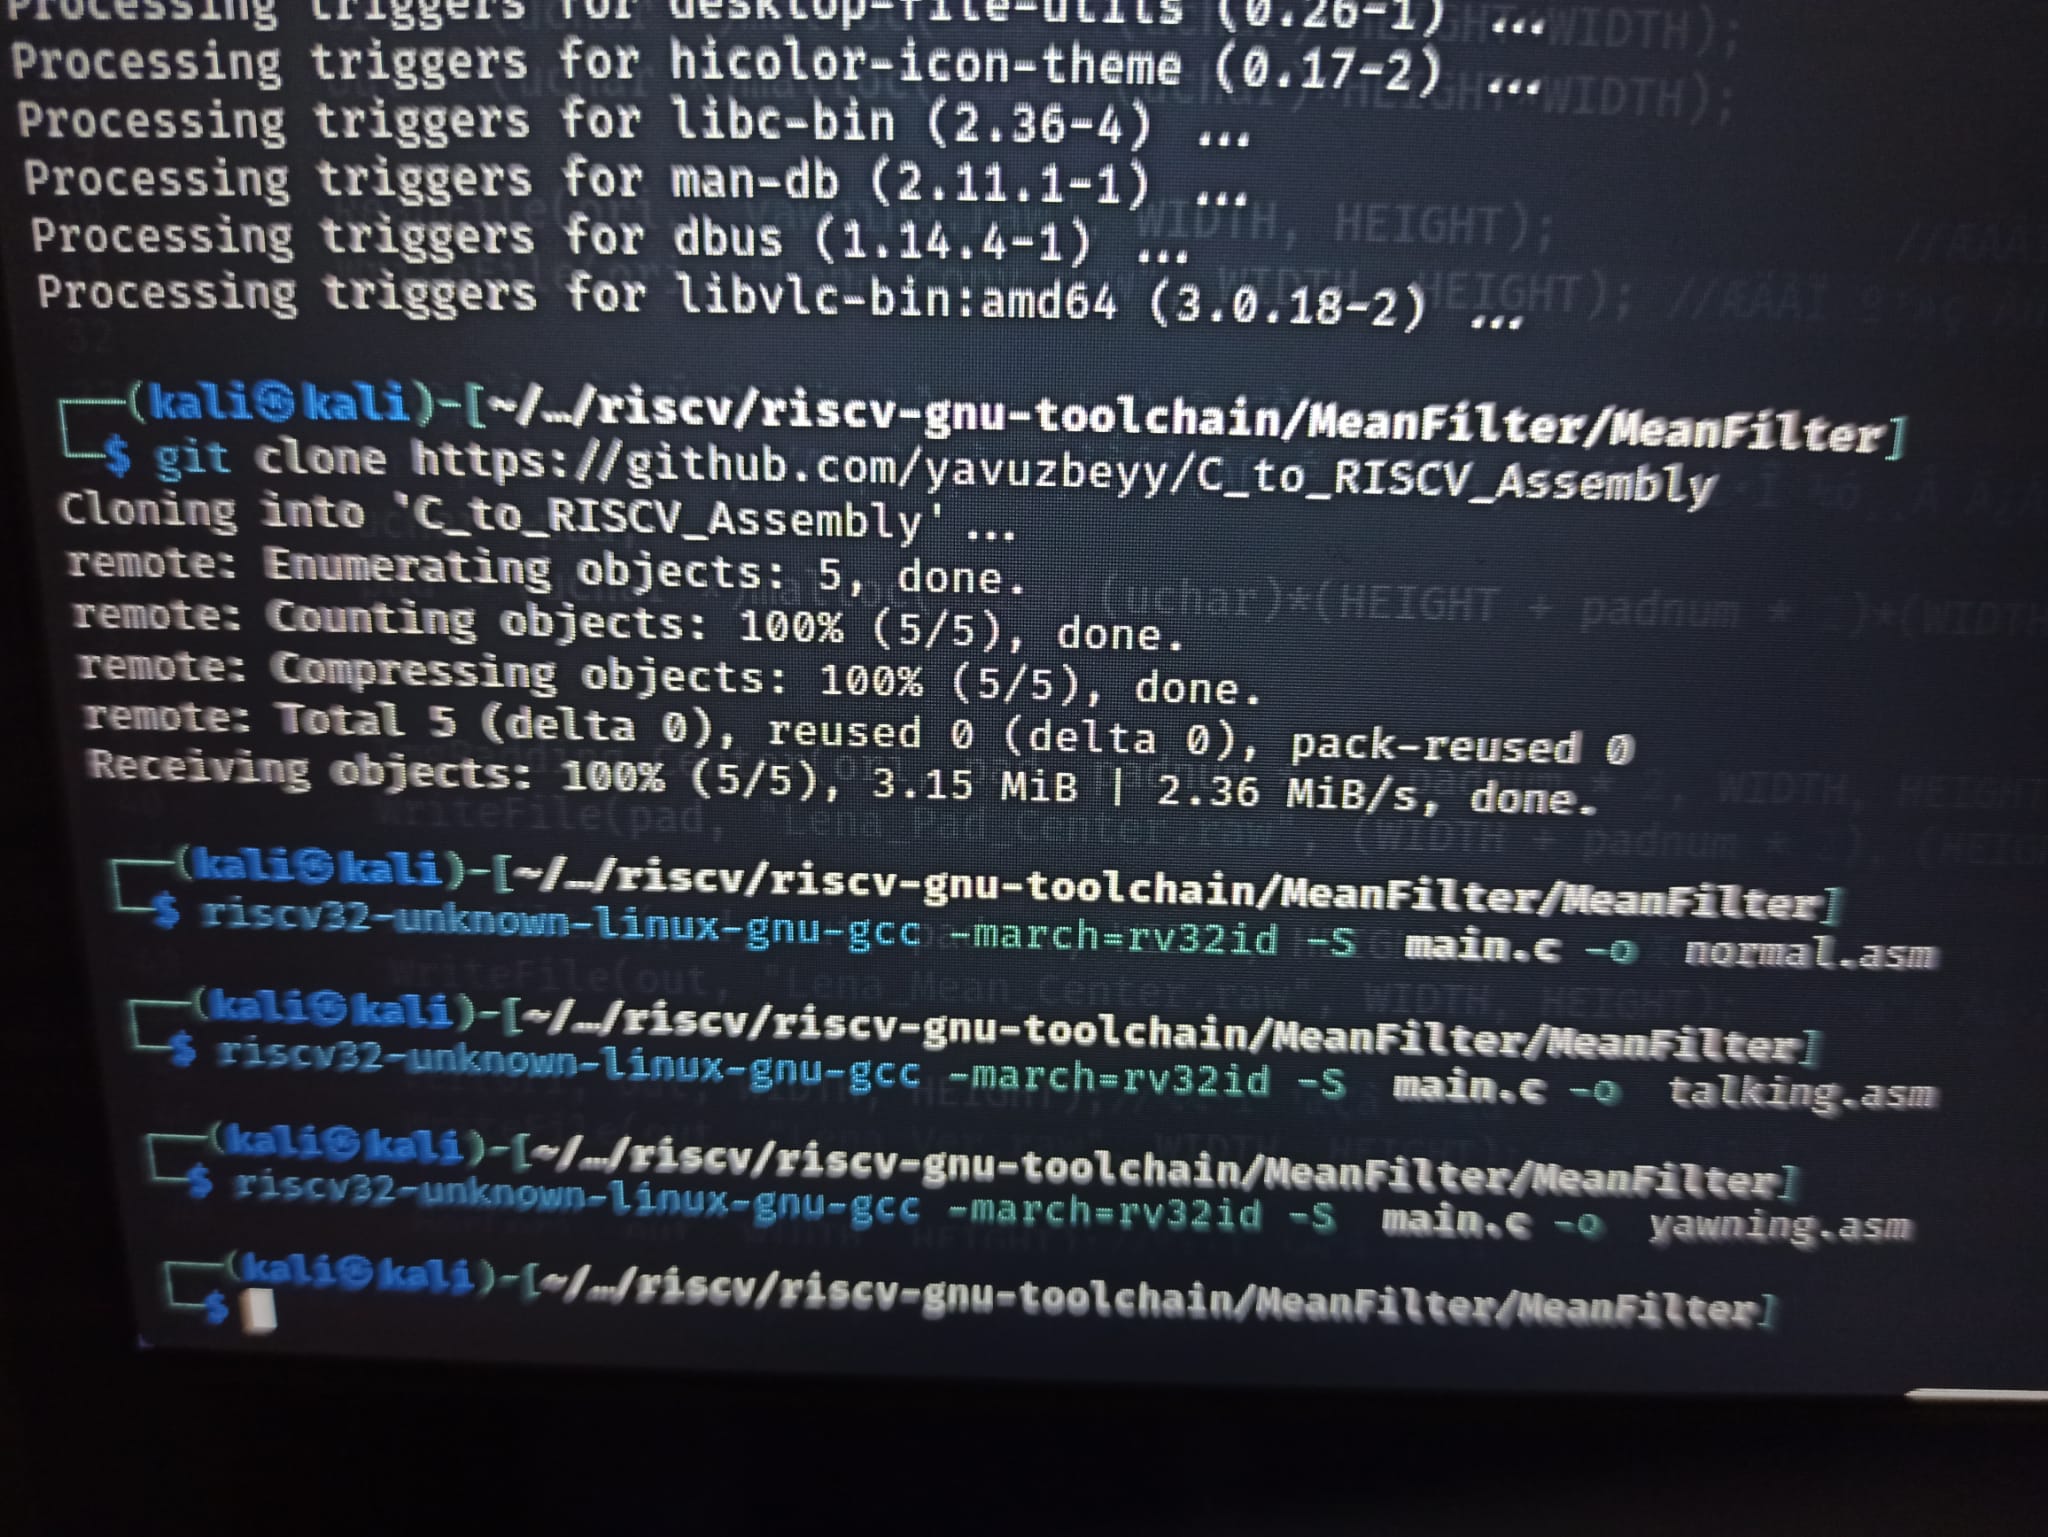 Processing triggers for desktop-file-utils (0.26-1) ...
Processing triggers for hicolor-icon-theme (0.17-2) ...
Processing triggers for libc-bin (2.36-4) ...
Processing triggers for man-db (2.11.1-1) ...
Processing triggers for dbus (1.14.4-1) ...
Processing triggers for libvlc-bin:amd64 (3.0.18-2) ...
┌──(kali㉿kali)-[~/…/riscv/riscv-gnu-toolchain/MeanFilter/MeanFilter]
└─$ git clone https://github.com/yavuzbeyy/C_to_RISCV_Assembly
Cloning into 'C_to_RISCV_Assembly'...
remote: Enumerating objects: 5, done.
remote: Counting objects: 100% (5/5), done.
remote: Compressing objects: 100% (5/5), done.
remote: Total 5 (delta 0), reused 0 (delta 0), pack-reused 0
Receiving objects: 100% (5/5), 3.15 MiB | 2.36 MiB/s, done.
┌──(kali㉿kali)-[~/…/riscv/riscv-gnu-toolchain/MeanFilter/MeanFilter]
└─$ riscv32-unknown-linux-gnu-gcc -march=rv32id -S main.c -o normal.asm
┌──(kali㉿kali)-[~/…/riscv/riscv-gnu-toolchain/MeanFilter/MeanFilter]
└─$ riscv32-unknown-linux-gnu-gcc -march=rv32id -S main.c -o talking.asm
┌──(kali㉿kali)-[~/…/riscv/riscv-gnu-toolchain/MeanFilter/MeanFilter]
└─$ riscv32-unknown-linux-gnu-gcc -march=rv32id -S main.c -o yawning.asm
┌──(kali㉿kali)-[~/…/riscv/riscv-gnu-toolchain/MeanFilter/MeanFilter]
└─$